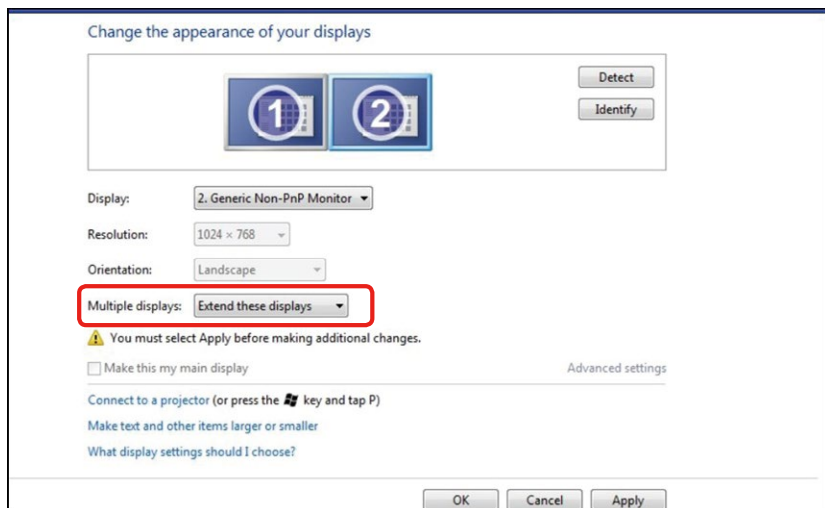 Change the appearance of your displays
1 2
Detect
Identify
Display: 2. Generic Non-PnP Monitor
Resolution: 1024 × 768
Orientation: Landscape
Multiple displays: Extend these displays
You must select Apply before making additional changes.
Make this my main display Advanced settings
Connect to a projector (or press the key and tap P)
Make text and other items larger or smaller
What display settings should I choose?
OK Cancel Apply